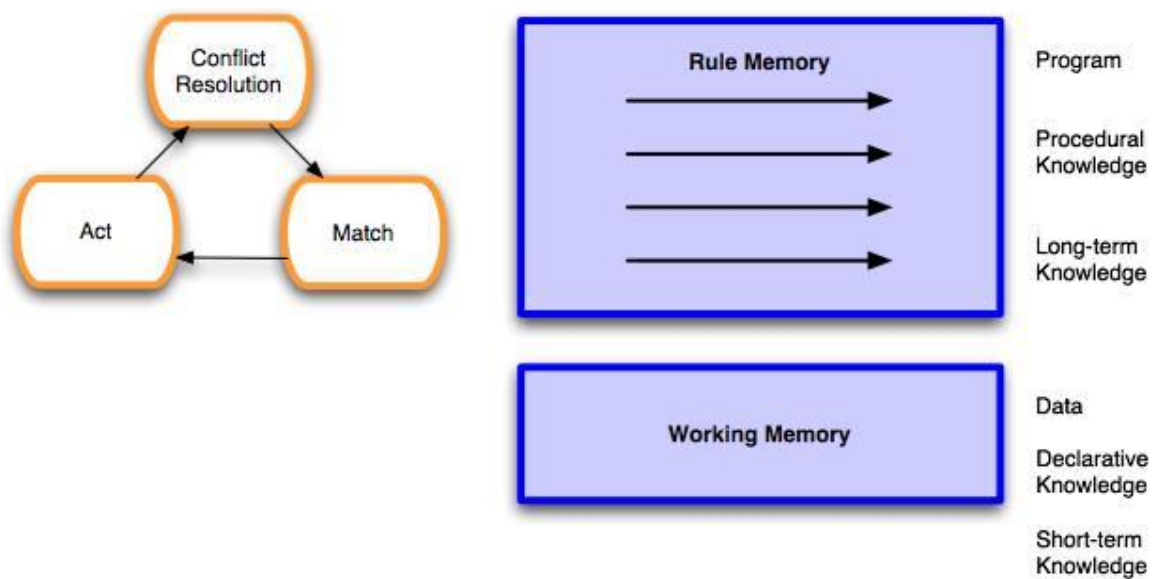 Conflict
Resolution
Act
Match
Rule Memory
Program
Procedural
Knowledge
Long-term
Knowledge
Working Memory
Data
Declarative
Knowledge
Short-term
Knowledge